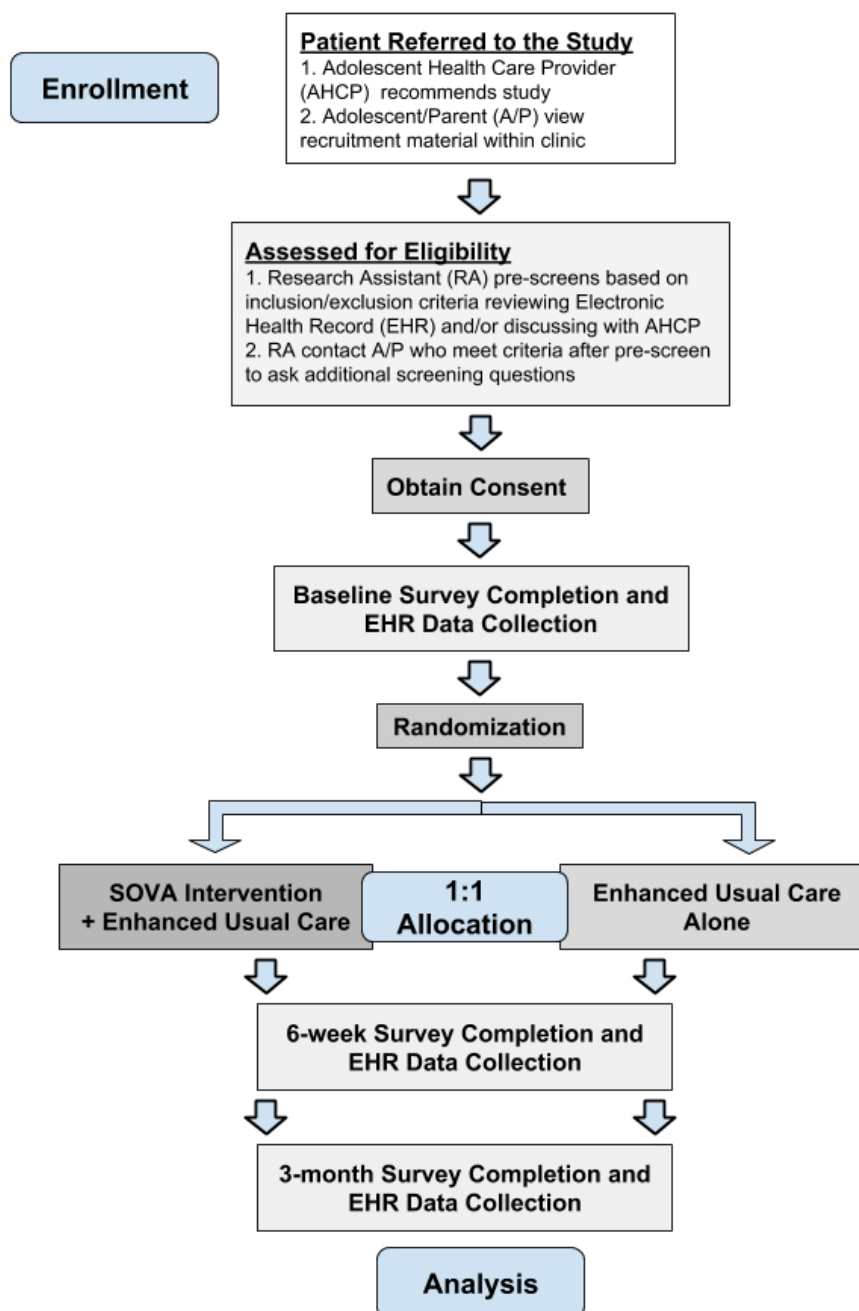 Enrollment
Patient Referred to the Study
1. Adolescent Health Care Provider
(AHCP)  recommends study
2. Adolescent/Parent (A/P) view
recruitment material within clinic
Assessed for Eligibility
1. Research Assistant (RA) pre-screens based on
inclusion/exclusion criteria reviewing Electronic
Health Record (EHR) and/or discussing with AHCP
2. RA contact A/P who meet criteria after pre-screen
to ask additional screening questions
Obtain Consent
Baseline Survey Completion and
EHR Data Collection
Randomization
SOVA Intervention
+ Enhanced Usual Care
1:1
Allocation
Enhanced Usual Care
Alone
6-week Survey Completion and
EHR Data Collection
3-month Survey Completion and
EHR Data Collection
Analysis